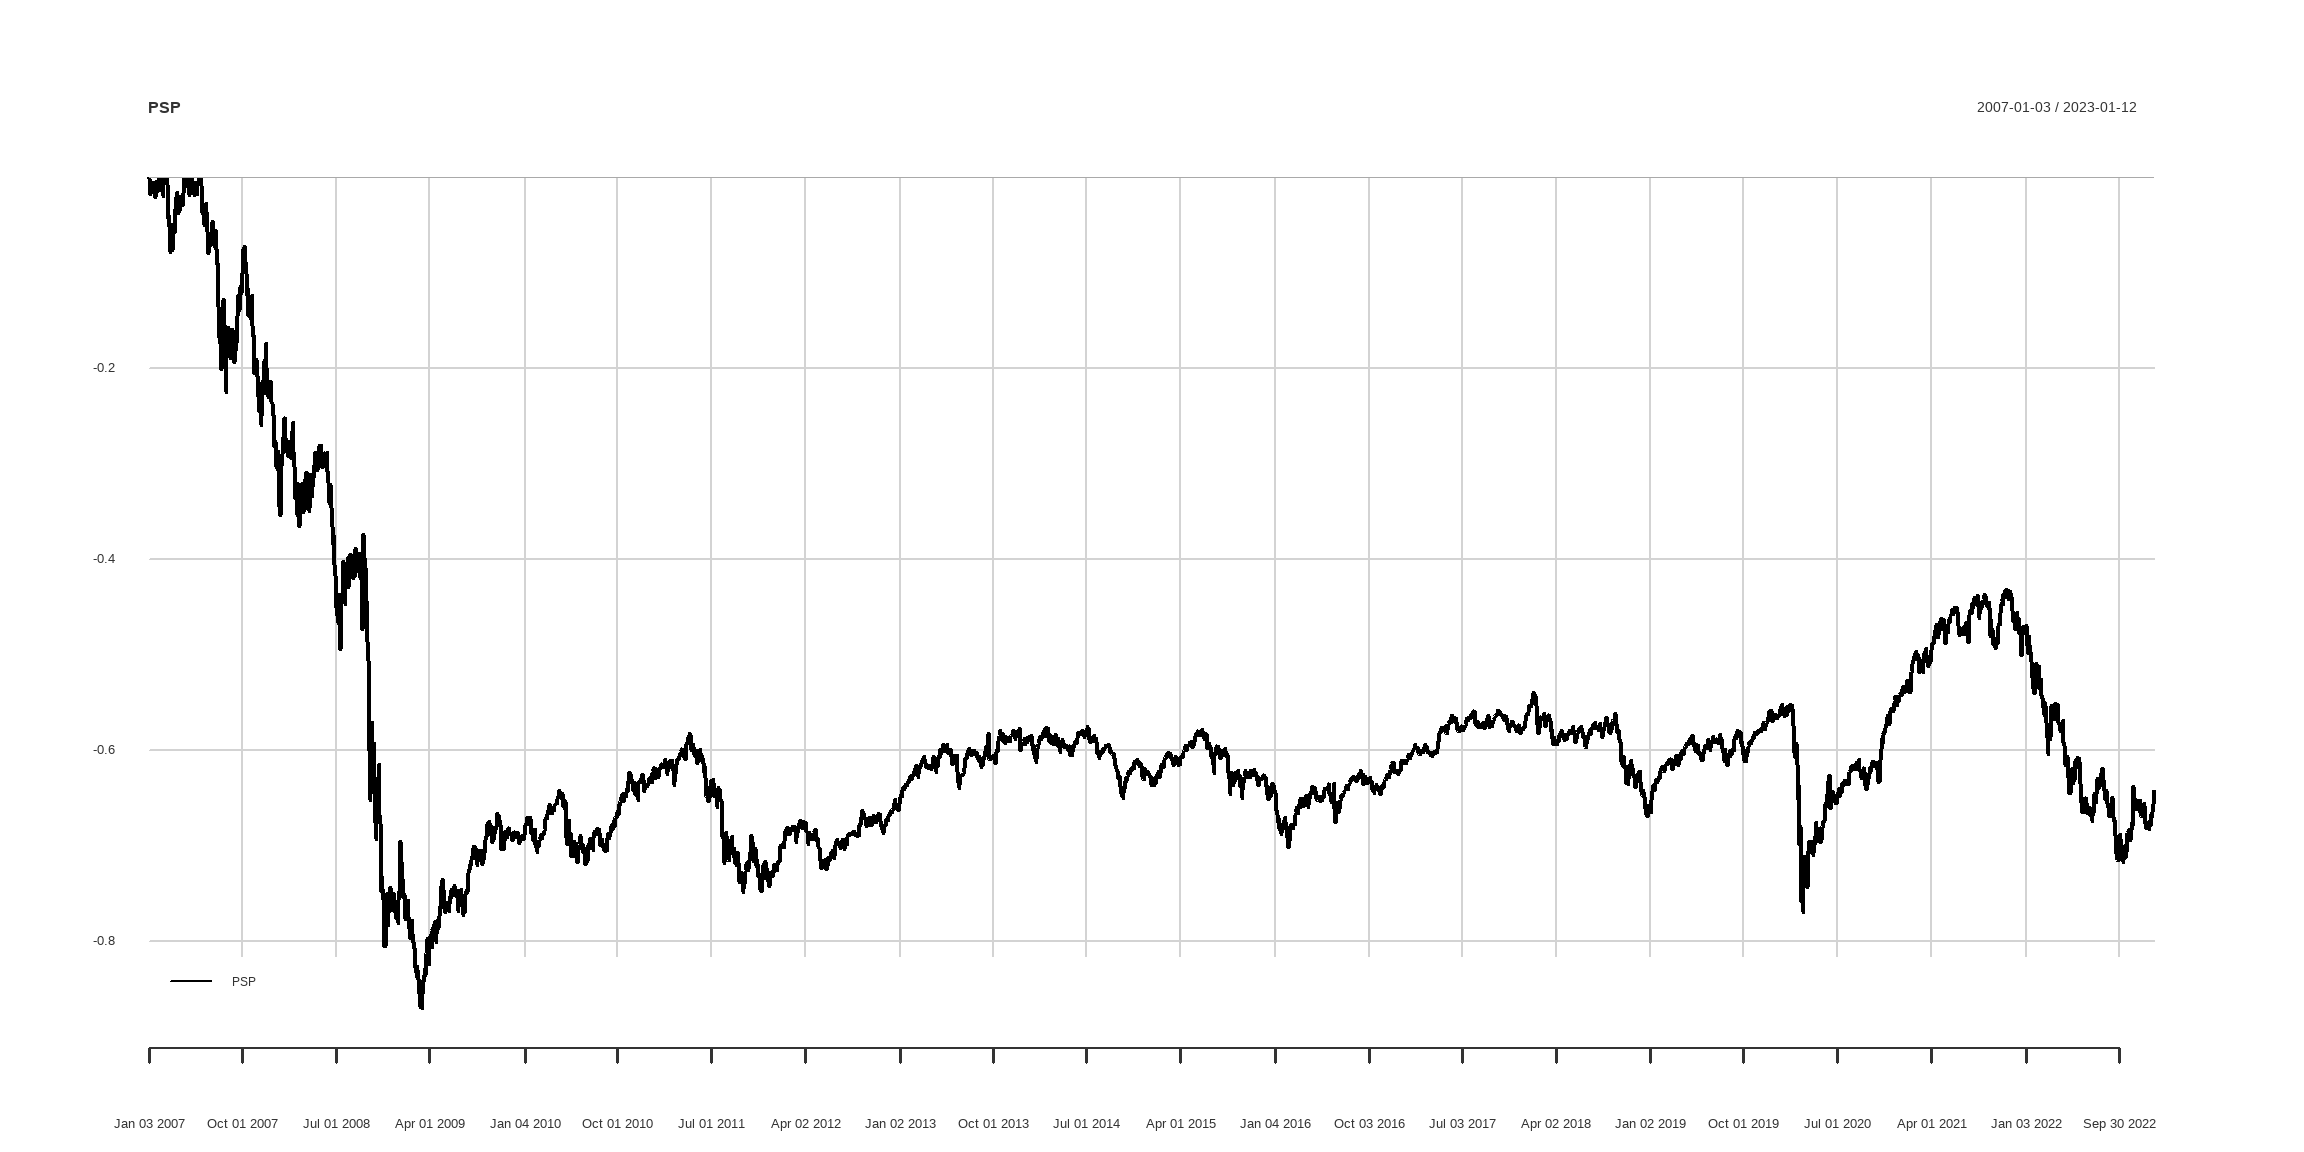 PSP
2007-01-03 / 2023-01-12
-0.2
-0.4
-0.6
-0.8
PSP
Jan 03 2007 Oct 01 2007 Jul 01 2008 Apr 01 2009 Jan 04 2010 Oct 01 2010 Jul 01 2011 Apr 02 2012 Jan 02 2013 Oct 01 2013 Jul 01 2014 Apr 01 2015 Jan 04 2016 Oct 03 2016 Jul 03 2017 Apr 02 2018 Jan 02 2019 Oct 01 2019 Jul 01 2020 Apr 01 2021 Jan 03 2022 Sep 30 2022